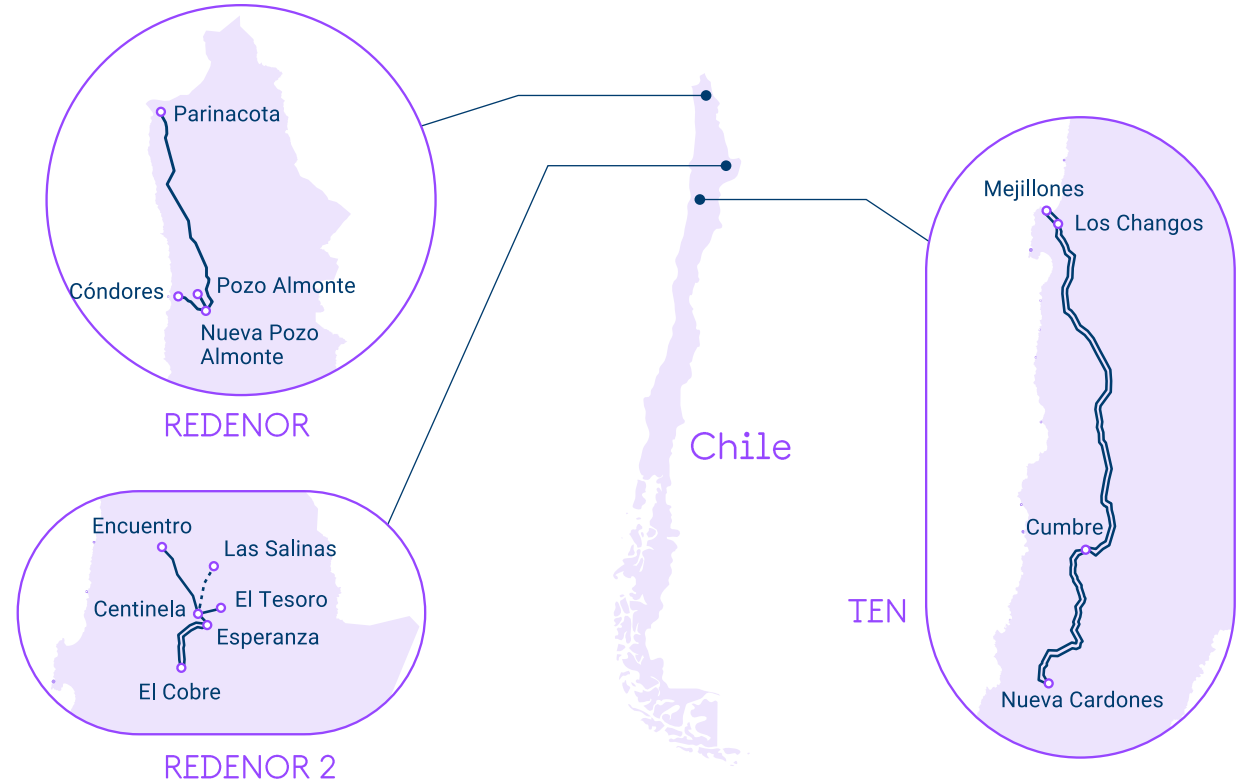 Parinacota
Cóndores
Pozo Almonte
Nueva Pozo
Almonte
REDENOR
Encuentro
Las Salinas
Centinela
El Tesoro
Esperanza
El Cobre
REDENOR 2
Chile
Mejillones
Los Changos
Cumbre
Nueva Cardones
TEN